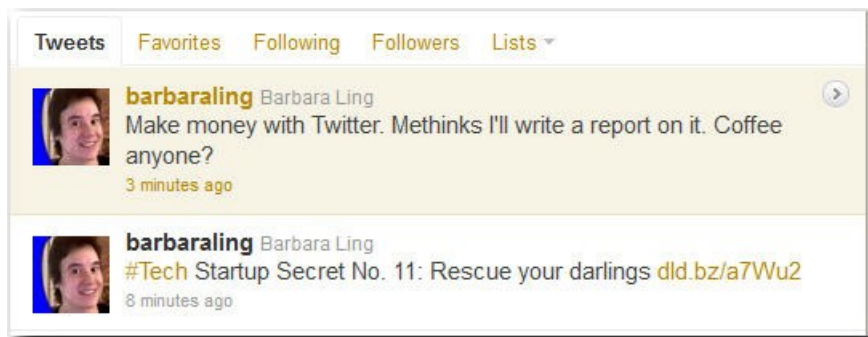 Tweets Favorites Following Followers Lists
barbaraling Barbara Ling
Make money with Twitter. Methinks I'll write a report on it. Coffee
anyone?
3 minutes ago
barbaraling Barbara Ling
#Tech Startup Secret No. 11: Rescue your darlings dld.bz/a7Wu2
8 minutes ago